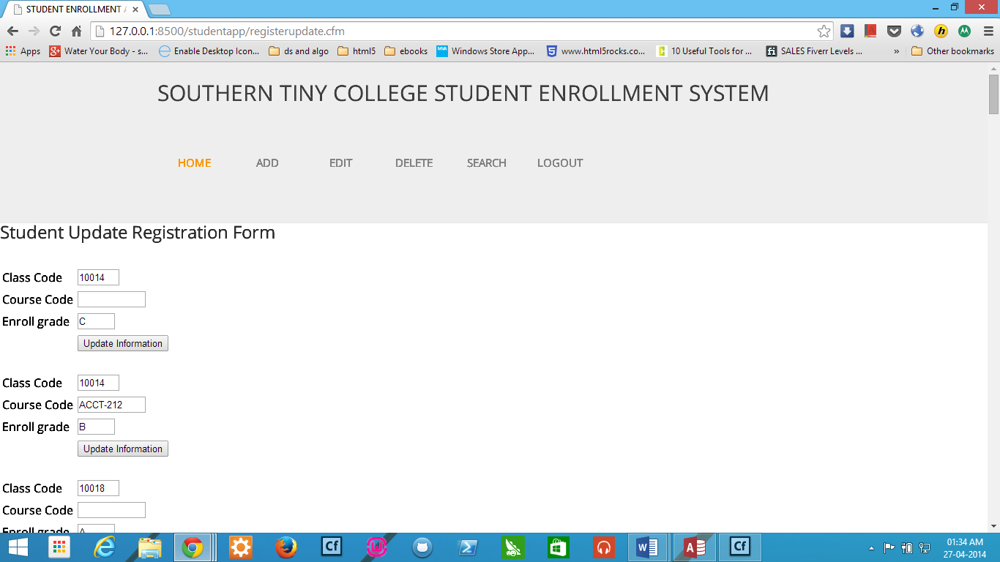 STUDENT ENROLLMENT
127.0.0.1:8500/studentapp/registerupdate.cfm
Apps Water Your Body - s... Enable Desktop Icon... ds and algo html5 ebooks Windows Store App... www.html5rocks.co... 10 Useful Tools for ... SALES Fiverr Levels ... » Other bookmarks
SOUTHERN TINY COLLEGE STUDENT ENROLLMENT SYSTEM
HOME ADD EDIT DELETE SEARCH LOGOUT
Student Update Registration Form
Class Code 10014
Course Code
Enroll grade C
Update Information
Class Code 10014
Course Code ACCT-212
Enroll grade B
Update Information
Class Code 10018
Course Code
Enroll grade A
01:34 AM
27-04-2014